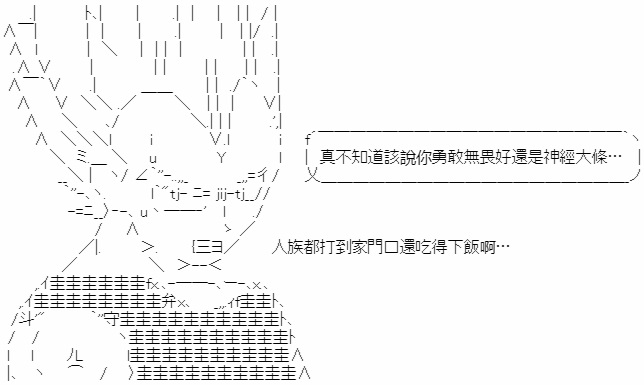 真不知道該說你勇敢無畏好還是神經大條…
人族都打到家門口還吃得下飯啊…